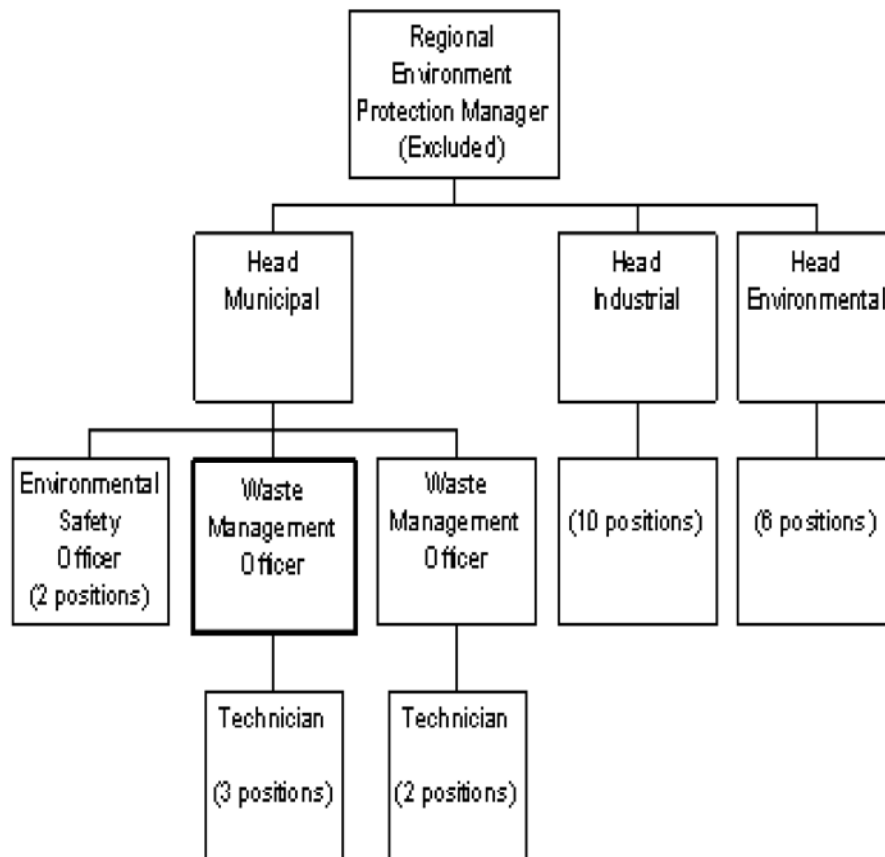 Regional
Environment
Protection Manager
(Excluded)
Head
Municipal
Head
Industrial
Head
Environmental
Environmental
Safety
Officer
(2 positions)
Waste
Management
Officer
Waste
Management
Officer
(10 positions)
(6 positions)
Technician
(3 positions)
Technician
(2 positions)